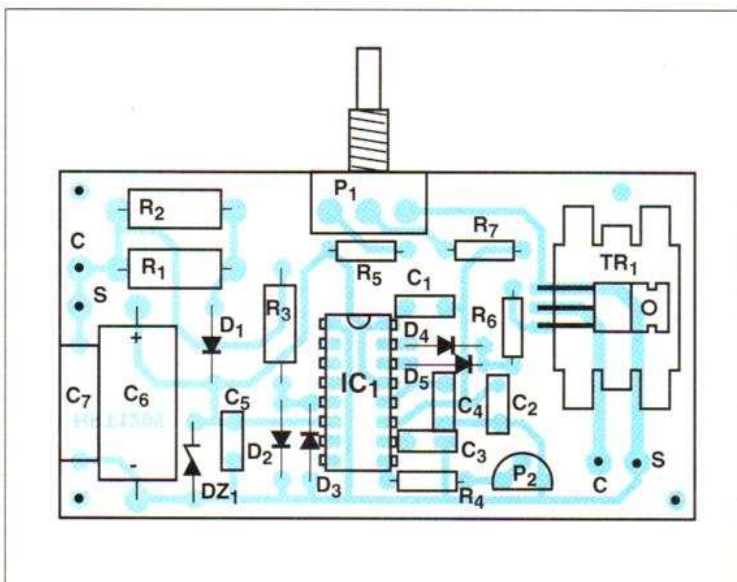 P1
R2
R7
C
TR1
R1
R5
S
C1
R3
R6
D1
D4
+
IC1
D5
C7
C6
C5
C4
C2
D2
C3
-
P2
DZ1
D3
R4
C
S